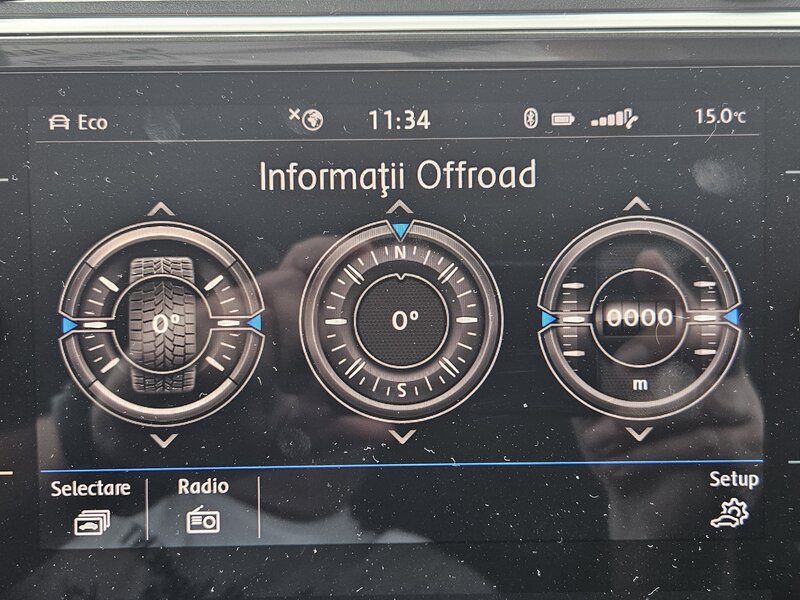 Eco 11:34 15.0°C
Informaţii Offroad
N
0° 0° 0000
m
S
Selectare Radio Setup